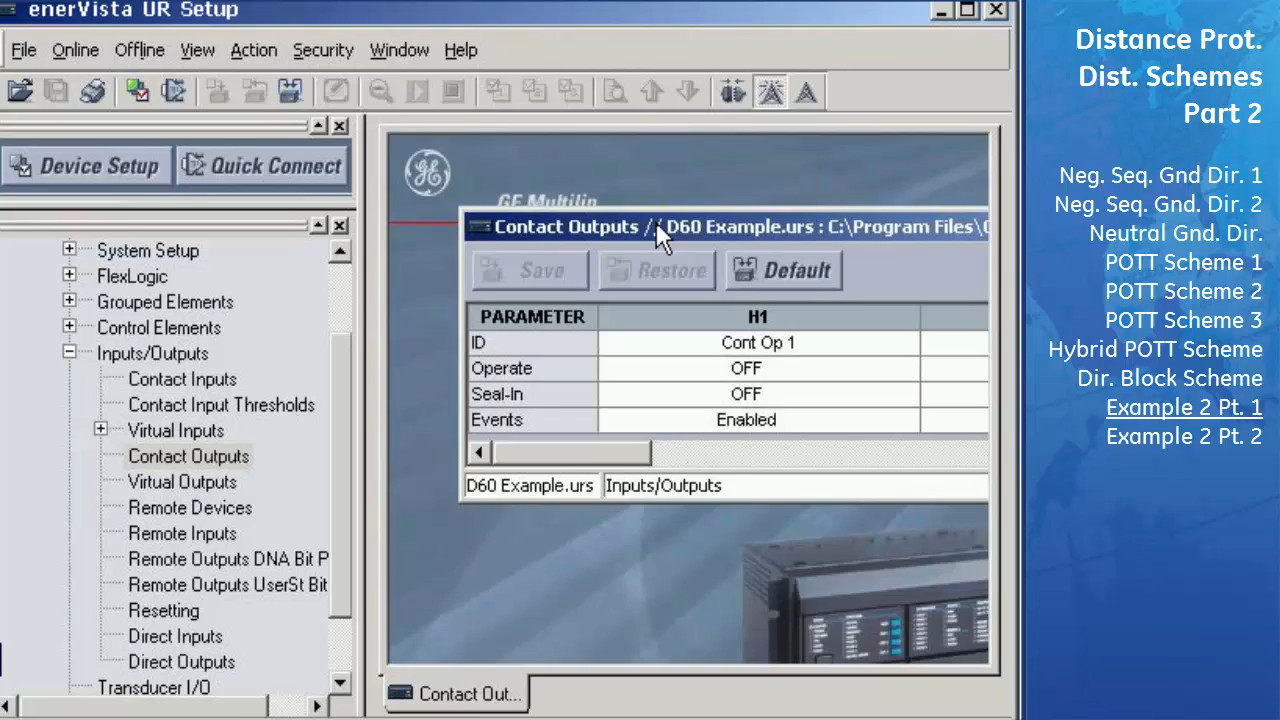 enerVista UR Setup
File Online Offline View Action Security Window Help
Device Setup Quick Connect
System Setup
FlexLogic
Grouped Elements
Control Elements
Inputs/Outputs
Contact Inputs
Contact Input Thresholds
Virtual Inputs
Contact Outputs
Virtual Outputs
Remote Devices
Remote Inputs
Remote Outputs DNA Bit P
Remote Outputs UserSt Bit
Resetting
Direct Inputs
Direct Outputs
Transducer I/O
GE Multilin
Contact Outputs // D60 Example.urs : C:\Program Files\
Save Restore Default
PARAMETER H1
ID Cont Op 1
Operate OFF
Seal-In OFF
Events Enabled
D60 Example.urs Inputs/Outputs
Contact Out...
Distance Prot.
Dist. Schemes
Part 2
Neg. Seq. Gnd Dir. 1
Neg. Seq. Gnd. Dir. 2
Neutral Gnd. Dir.
POTT Scheme 1
POTT Scheme 2
POTT Scheme 3
Hybrid POTT Scheme
Dir. Block Scheme
Example 2 Pt. 1
Example 2 Pt. 2